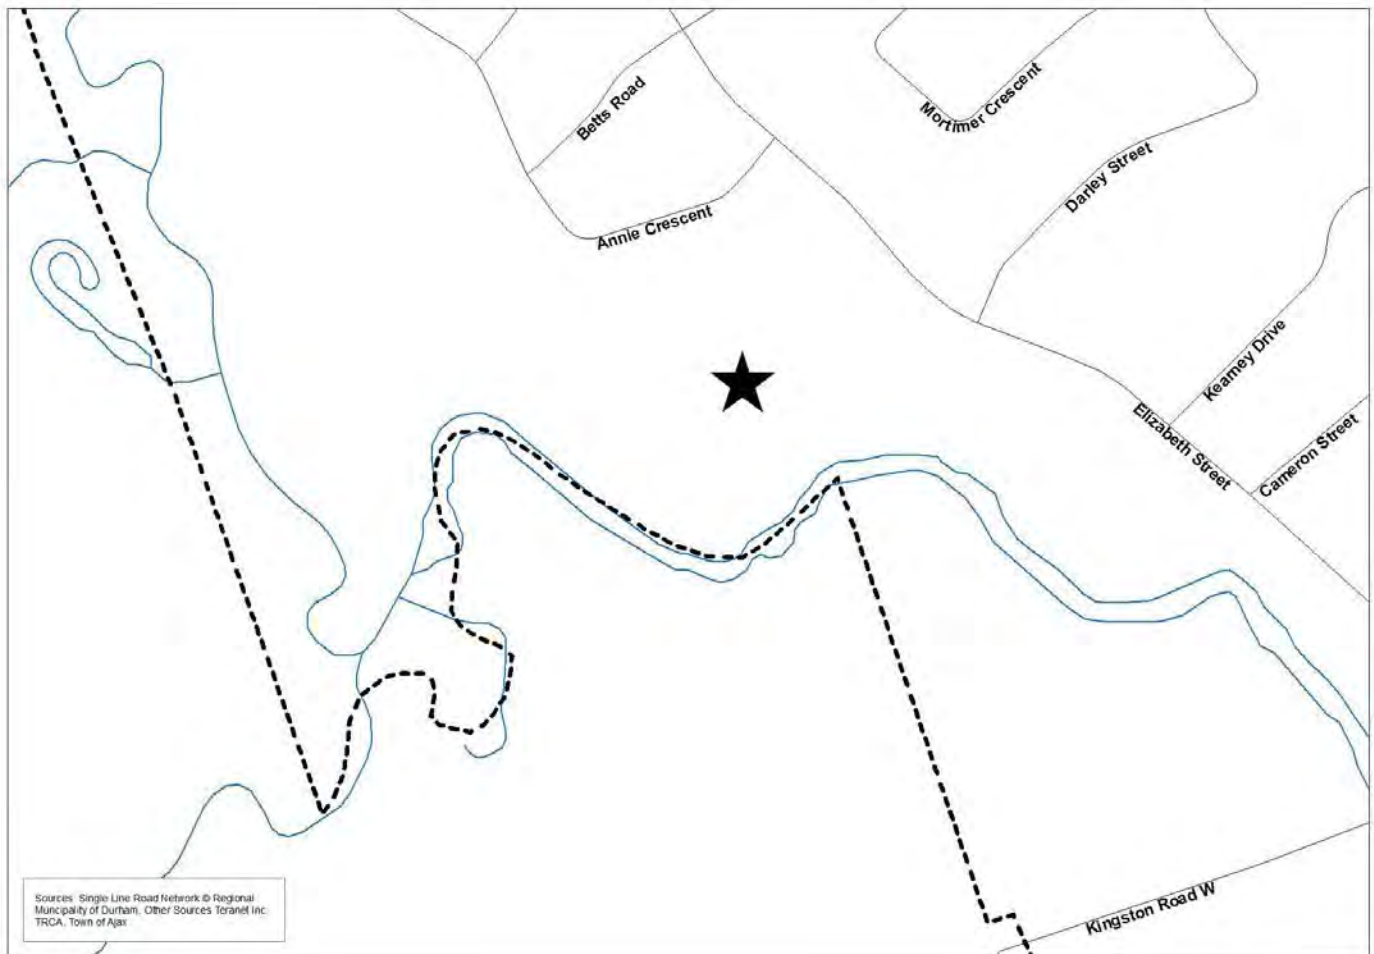 Betts Road
Mortimer Crescent
Annie Crescent
Darley Street
Kearney Drive
Elizabeth Street
Cameron Street
Kingston Road W
Sources: Single Line Road Network © Regional
Muncipality of Durham, Other Sources Teranet Inc.
TRCA, Town of Ajax